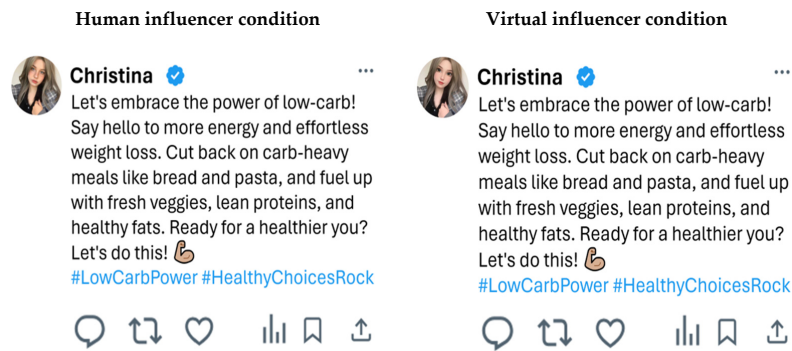 Human influencer condition
Christina
Let's embrace the power of low-carb!
Say hello to more energy and effortless
weight loss. Cut back on carb-heavy
meals like bread and pasta, and fuel up
with fresh veggies, lean proteins, and
healthy fats. Ready for a healthier you?
Let's do this! 💪🏽
#LowCarbPower #HealthyChoicesRock
Virtual influencer condition
Christina
Let's embrace the power of low-carb!
Say hello to more energy and effortless
weight loss. Cut back on carb-heavy
meals like bread and pasta, and fuel up
with fresh veggies, lean proteins, and
healthy fats. Ready for a healthier you?
Let's do this! 💪🏽
#LowCarbPower #HealthyChoicesRock